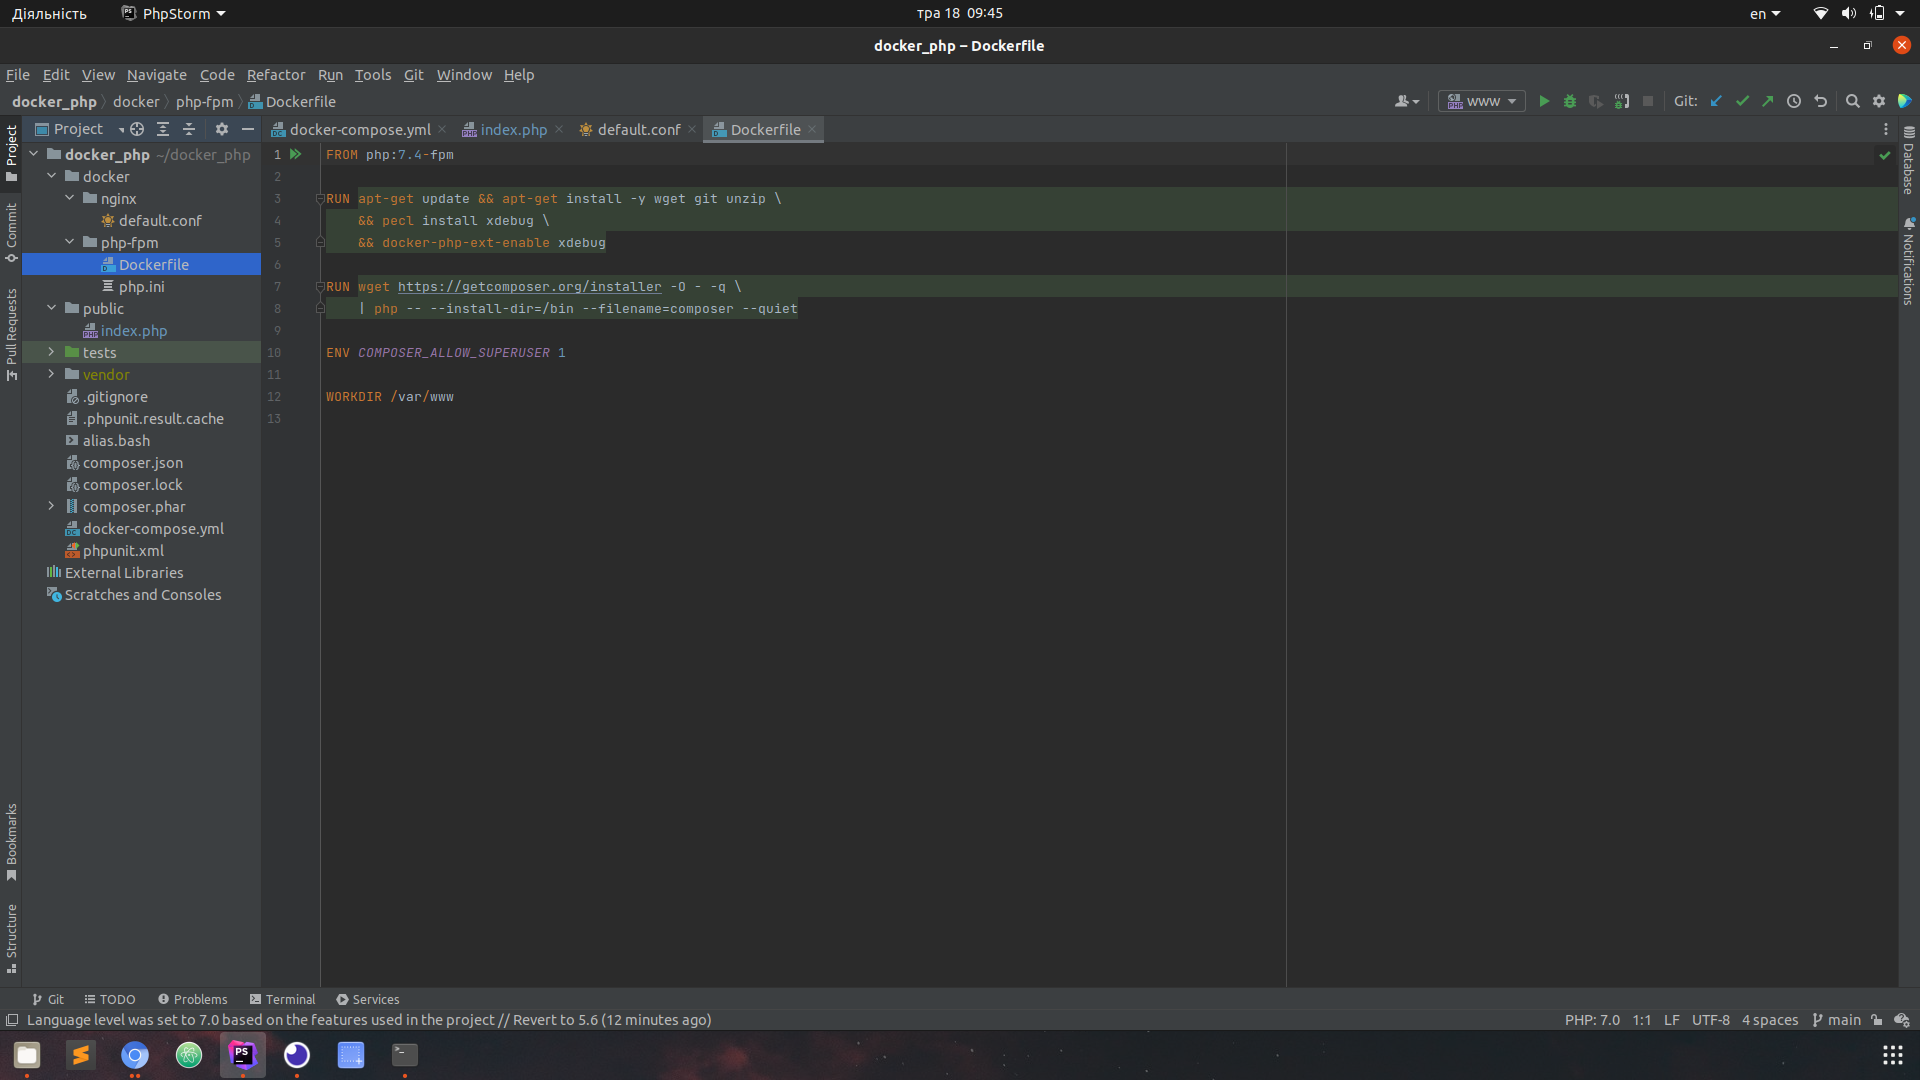 Діяльність PhpStorm тра 18 09:45 en
docker_php – Dockerfile
File Edit View Navigate Code Refactor Run Tools Git Window Help
docker_php docker php-fpm Dockerfile www Git:
Project docker-compose.yml index.php default.conf Dockerfile
Project
Commit
Pull Requests
Bookmarks
Structure
docker_php ~/docker_php
docker
nginx
default.conf
php-fpm
Dockerfile
php.ini
public
index.php
tests
vendor
.gitignore
.phpunit.result.cache
alias.bash
composer.json
composer.lock
composer.phar
docker-compose.yml
phpunit.xml
External Libraries
Scratches and Consoles
1 FROM php:7.4-fpm
2
3 RUN apt-get update && apt-get install -y wget git unzip \
4 && pecl install xdebug \
5 && docker-php-ext-enable xdebug
6
7 RUN wget https://getcomposer.org/installer -O - -q \
8 | php -- --install-dir=/bin --filename=composer --quiet
9
10 ENV COMPOSER_ALLOW_SUPERUSER 1
11
12 WORKDIR /var/www
13
Database
Notifications
Git TODO Problems Terminal Services
Language level was set to 7.0 based on the features used in the project // Revert to 5.6 (12 minutes ago) PHP: 7.0 1:1 LF UTF-8 4 spaces main